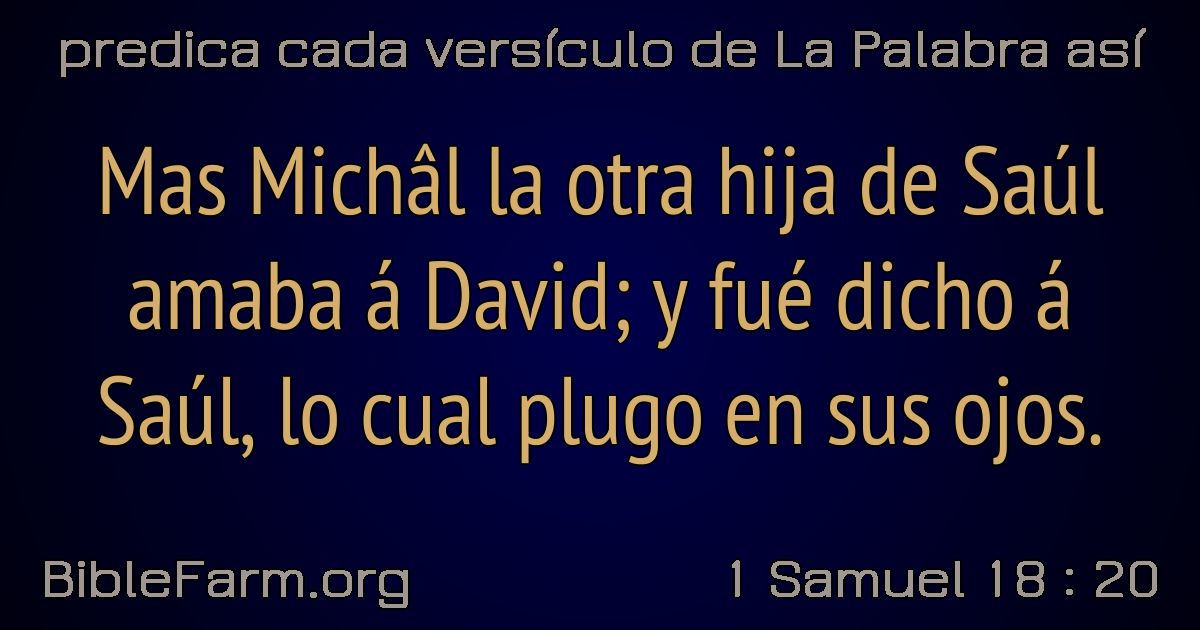 predica cada versículo de La Palabra así
Mas Michâl la otra hija de Saúl
amaba á David; y fué dicho á
Saúl, lo cual plugo en sus ojos.
BibleFarm.org
1 Samuel 18 : 20